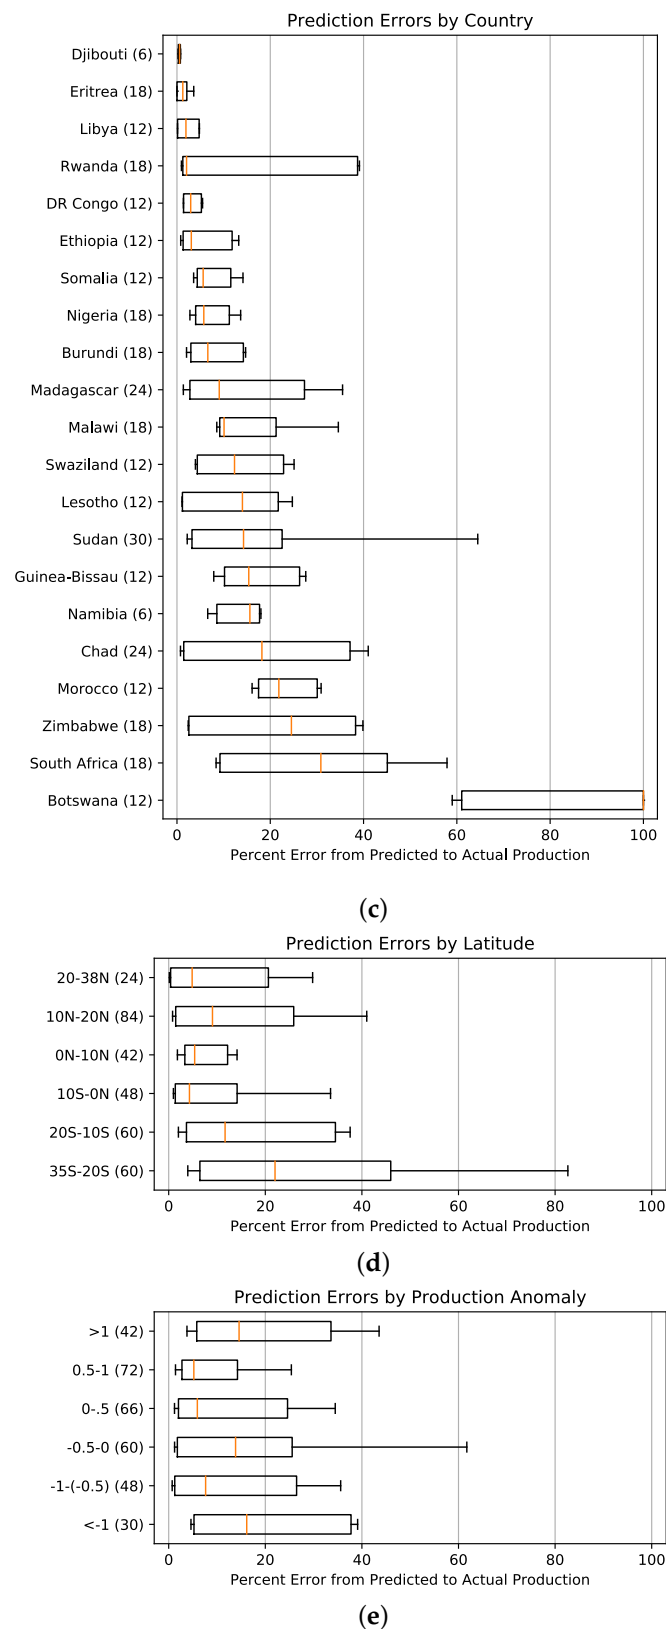 Prediction Errors by Country
Djibouti (6)
Eritrea (18)
Libya (12)
Rwanda (18)
DR Congo (12)
Ethiopia (12)
Somalia (12)
Nigeria (18)
Burundi (18)
Madagascar (24)
Malawi (18)
Swaziland (12)
Lesotho (12)
Sudan (30)
Guinea-Bissau (12)
Namibia (6)
Chad (24)
Morocco (12)
Zimbabwe (18)
South Africa (18)
Botswana (12)
0 20 40 60 80 100
Percent Error from Predicted to Actual Production
(c)
Prediction Errors by Latitude
20-38N (24)
10N-20N (84)
0N-10N (42)
10S-0N (48)
20S-10S (60)
35S-20S (60)
0 20 40 60 80 100
Percent Error from Predicted to Actual Production
(d)
Prediction Errors by Production Anomaly
>1 (42)
0.5-1 (72)
0-.5 (66)
-0.5-0 (60)
-1-(-0.5) (48)
<-1 (30)
0 20 40 60 80 100
Percent Error from Predicted to Actual Production
(e)